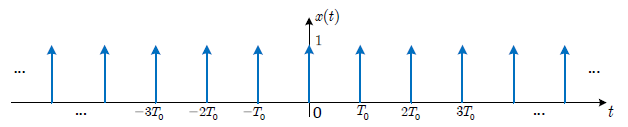 x(t)
1
... ...
... −3T₀ −2T₀ −T₀ 0 T₀ 2T₀ 3T₀ ... t